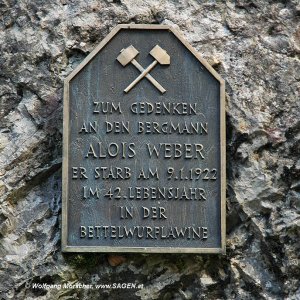 ZUM GEDENKEN
AN DEN BERGMANN
ALOIS WEBER
ER STARB AM 9.1.1922
IM 42. LEBENSJAHR
IN DER
BETTELWURFLAWINE
© Wolfgang Morscher, www.SAGEN.at